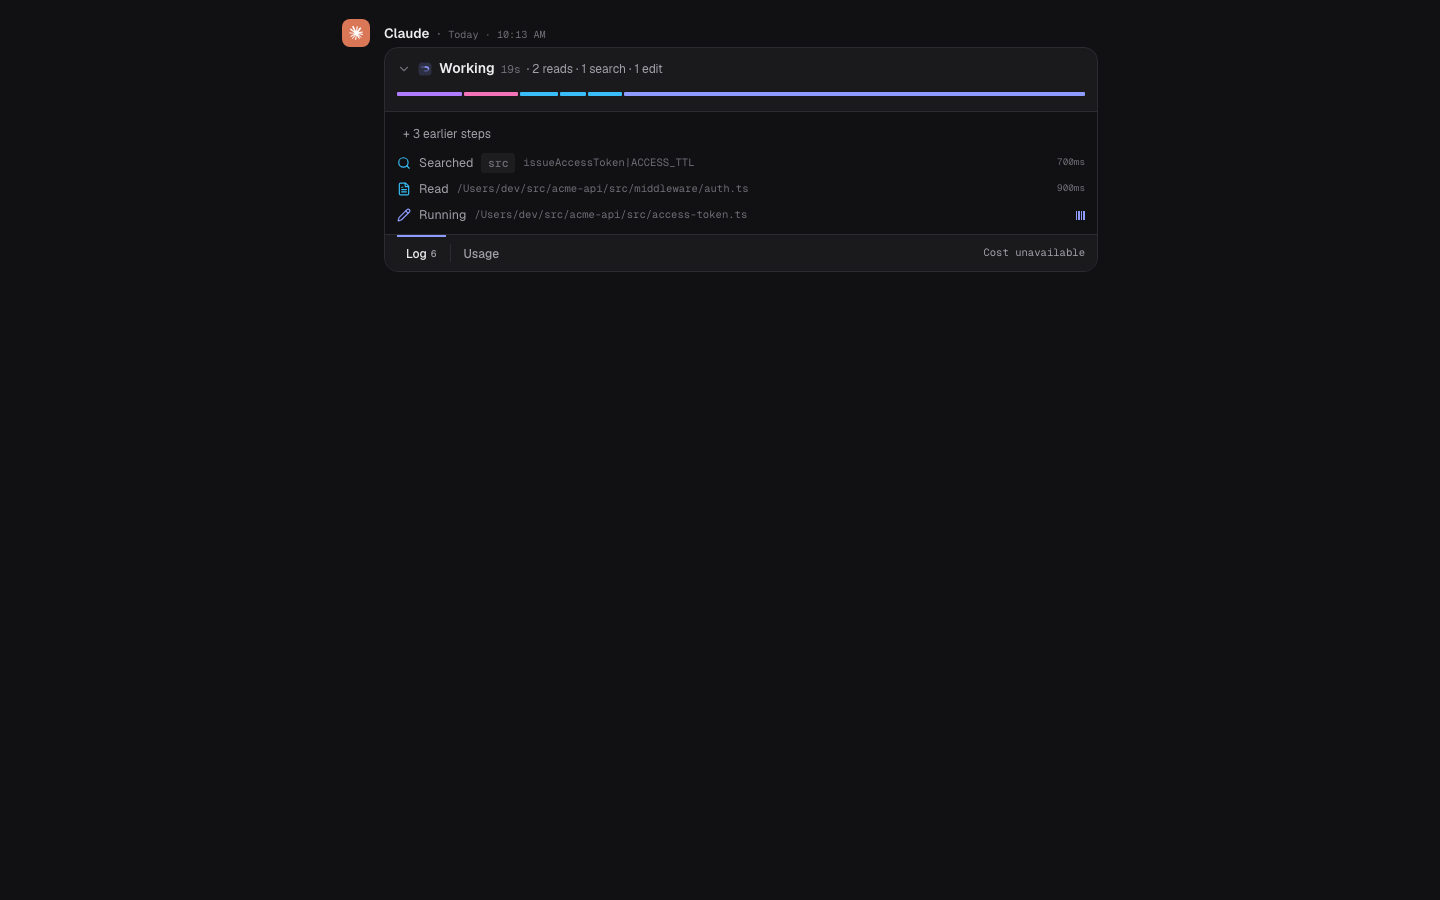 Claude · Today · 10:13 AM
Working 19s · 2 reads · 1 search · 1 edit
+ 3 earlier steps
Searched src issueAccessToken|ACCESS_TTL 700ms
Read /Users/dev/src/acme-api/src/middleware/auth.ts 900ms
Running /Users/dev/src/acme-api/src/access-token.ts
Log 6 Usage Cost unavailable